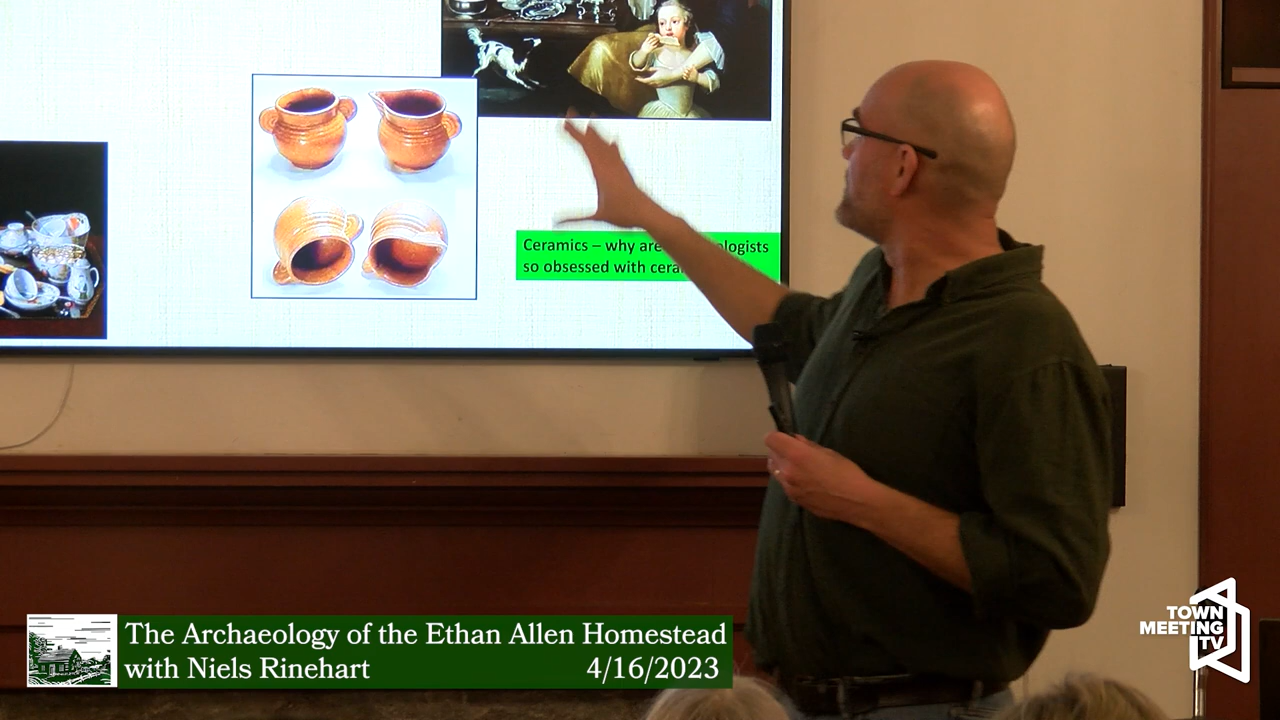 Ceramics – why are ologists
so obsessed with cera
The Archaeology of the Ethan Allen Homestead
with Niels Rinehart 4/16/2023
TOWN
MEETING
TV